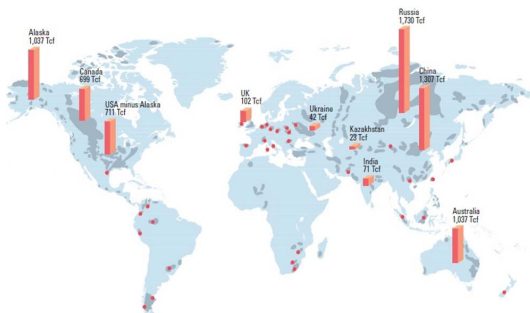 Alaska
1,037 Tcf
Canada
699 Tcf
USA minus Alaska
711 Tcf
UK
102 Tcf
Ukraine
42 Tcf
Russia
1,730 Tcf
China
1,307 Tcf
Kazakhstan
23 Tcf
India
71 Tcf
Australia
1,037 Tcf